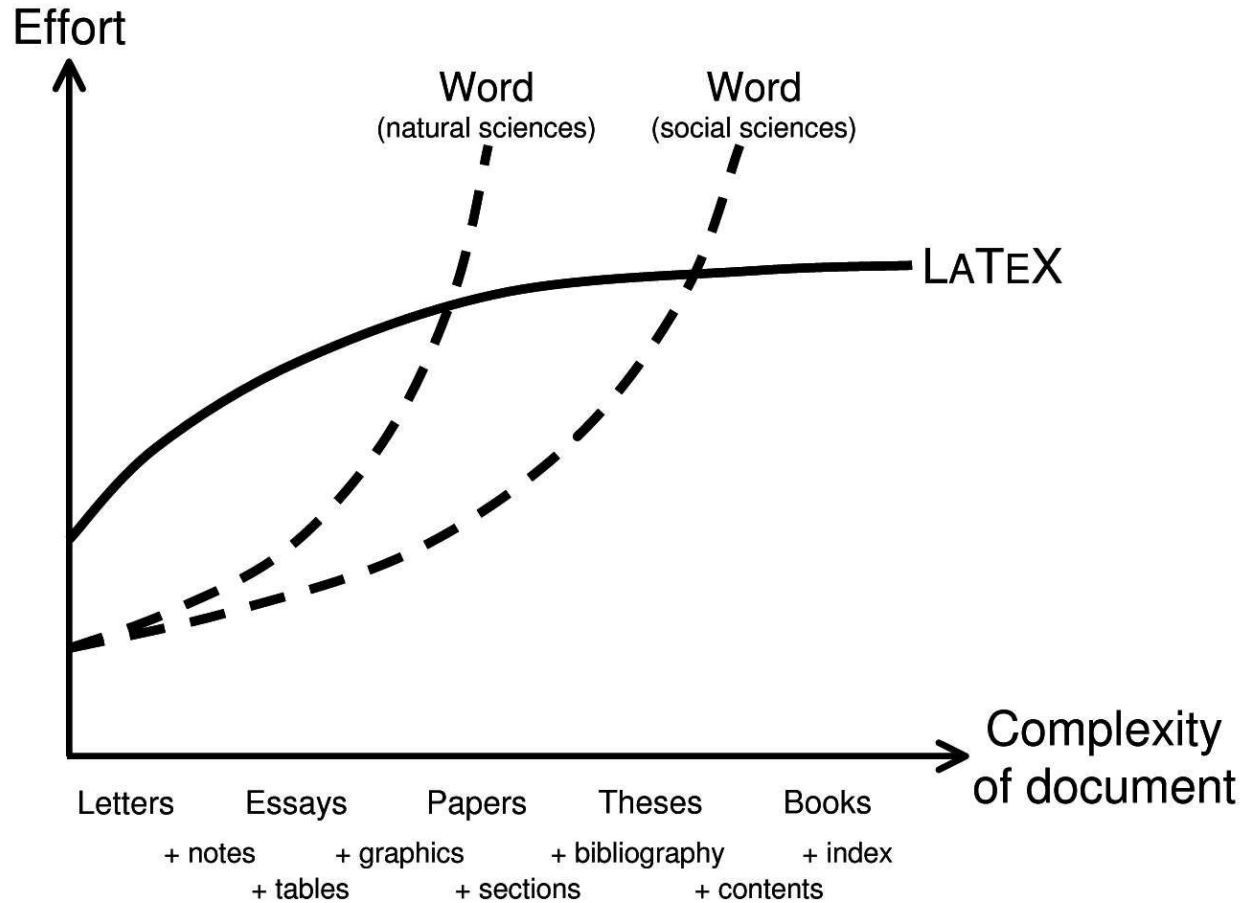 Effort
Word
(natural sciences)
Word
(social sciences)
LATEX
Complexity
of document
Letters Essays Papers Theses Books
+ notes + graphics + bibliography + index
+ tables + sections + contents